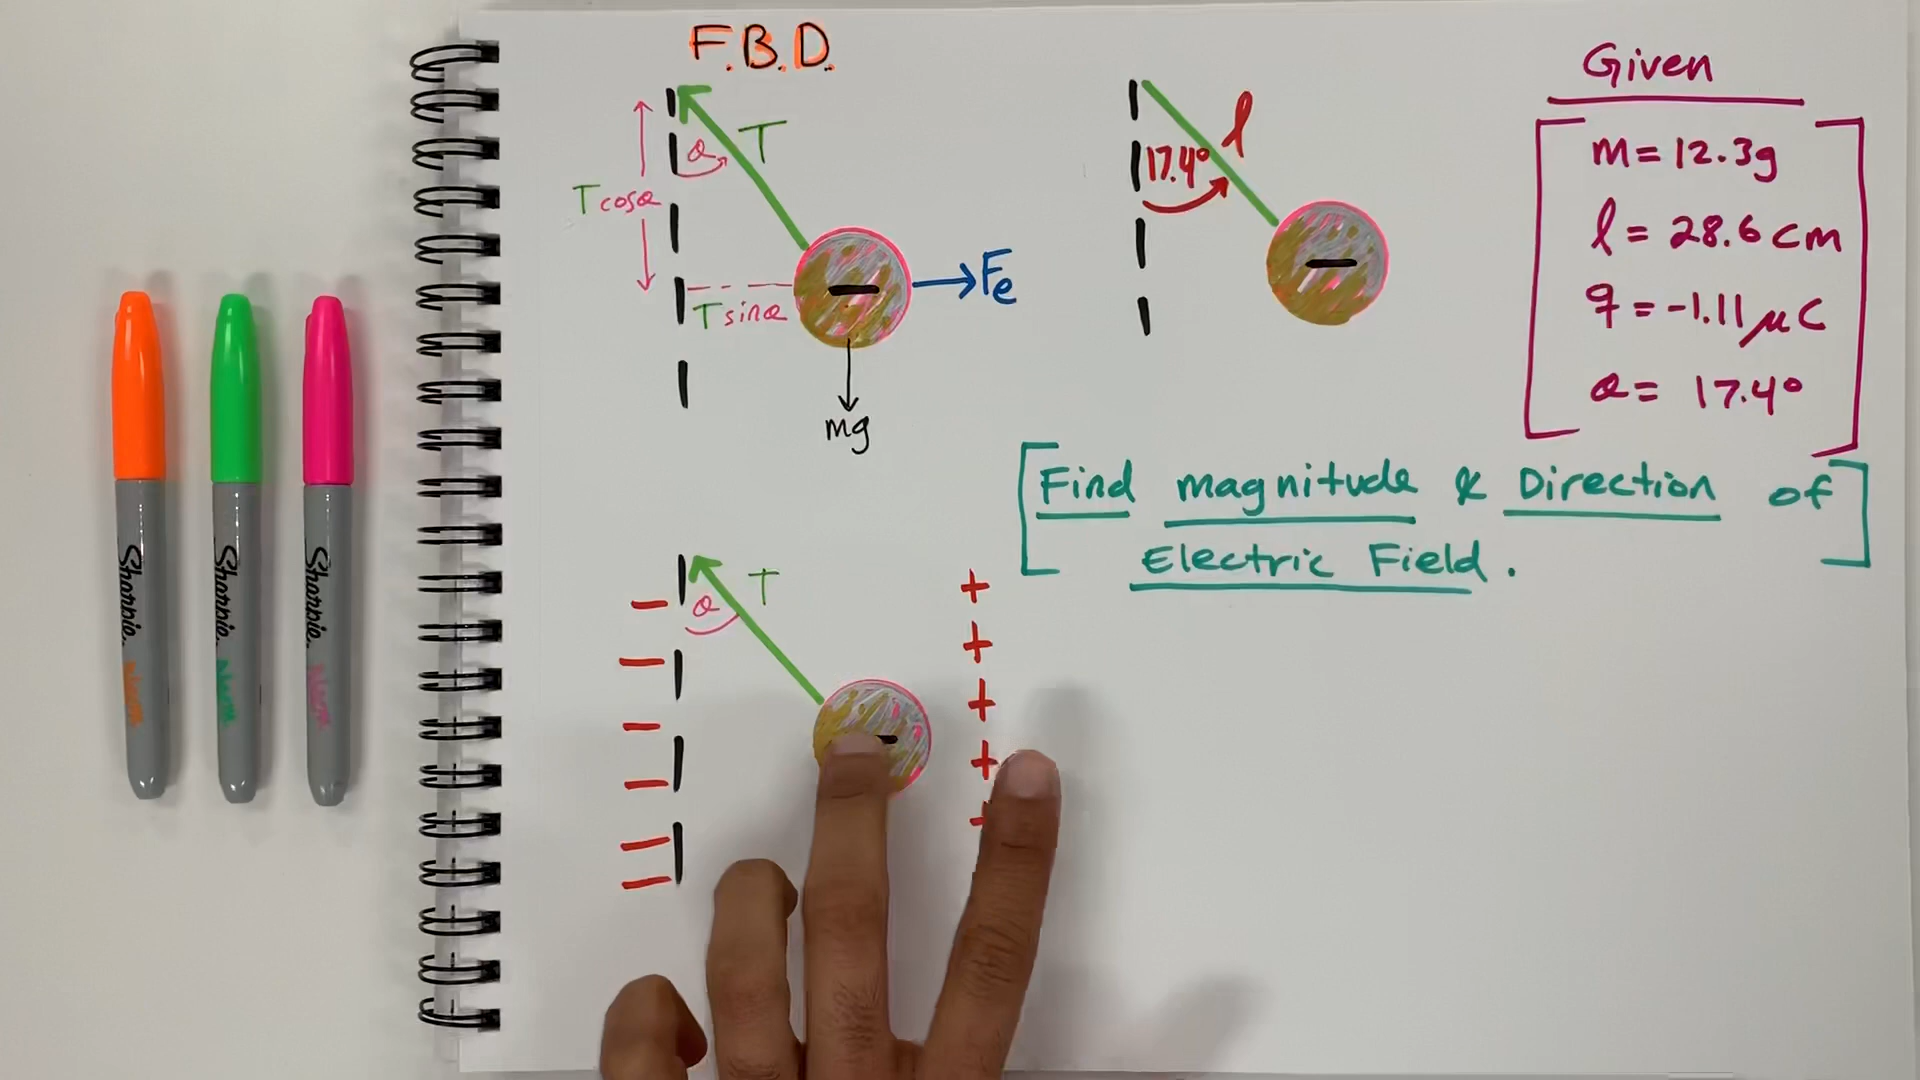 F.B.D.
T
θ
T cosθ
T sinθ
Fe
mg
l
17.4°
Given
m = 12.3g
l = 28.6 cm
q = -1.11 μC
θ = 17.4°
Find magnitude & Direction of
Electric Field.
T
θ
Sharpie
Sharpie
Sharpie